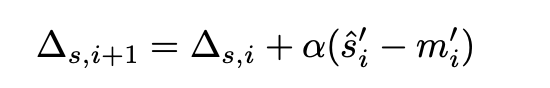 Δ_{s,i+1} = Δ_{s,i} + α(ŝ′_i − m′_i)